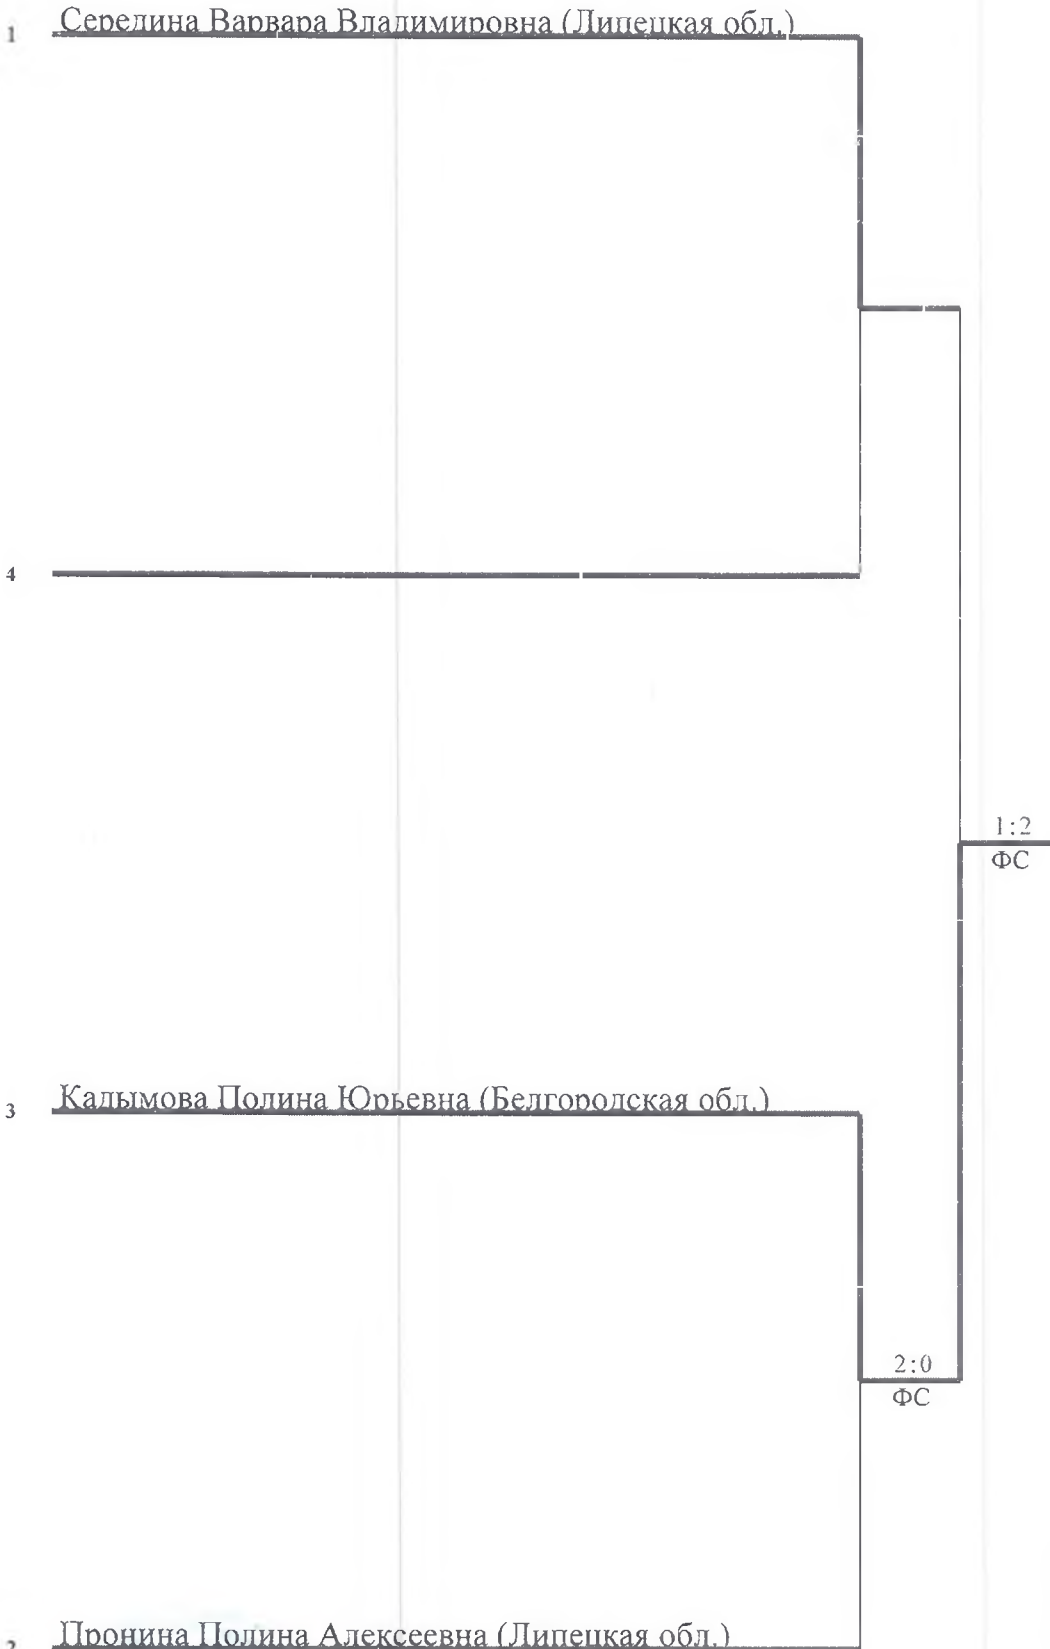 1 Середина Варвара Владимировна (Липецкая обл.)
4
1:2
ФС
3 Кадымова Полина Юрьевна (Белгородская обл.)
2:0
ФС
2 Пронина Полина Алексеевна (Липецкая обл.)